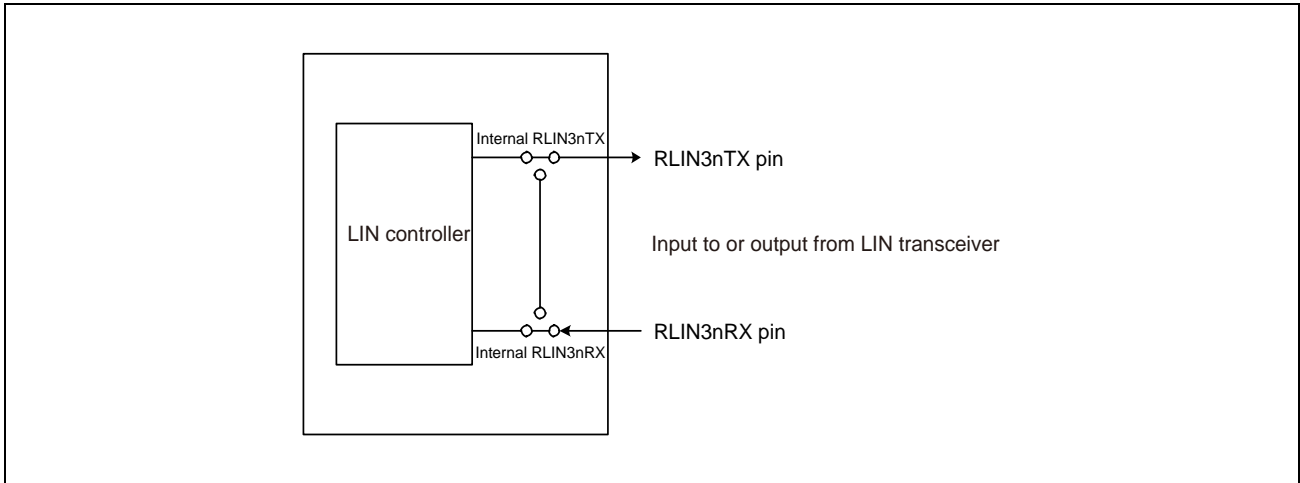 Internal RLIN3nTX
RLIN3nTX pin
LIN controller
Input to or output from LIN transceiver
RLIN3nRX pin
Internal RLIN3nRX